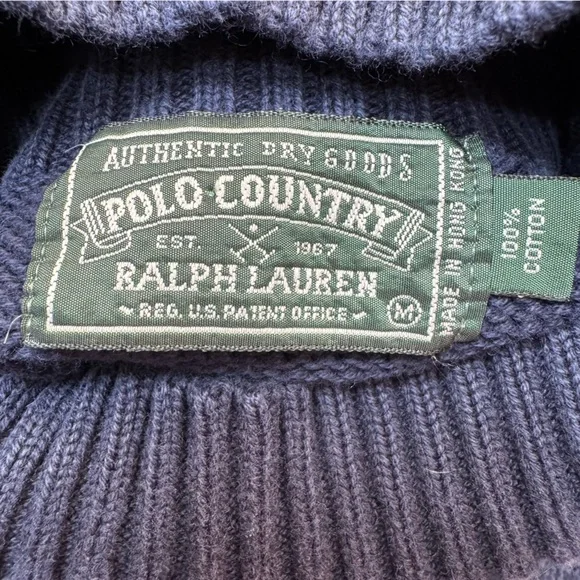 AUTHENTIC DRY GOODS
POLO COUNTRY
EST. 1967
RALPH LAUREN
REG. U.S. PATENT OFFICE
M
MADE IN HONG KONG
100%
COTTON